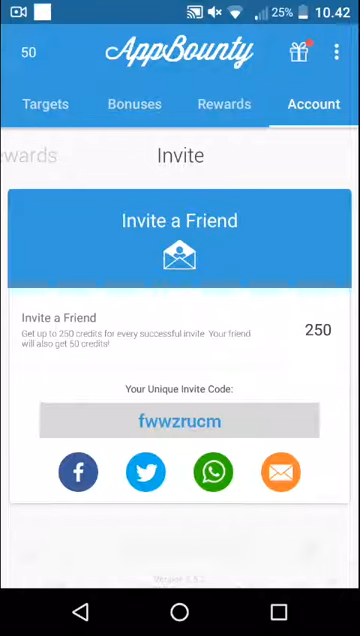 25% 10.42
50 AppBounty
Targets Bonuses Rewards Account
ewards Invite
Invite a Friend
Invite a Friend
Get up to 250 credits for every successful invite. Your friend
will also get 50 credits!
250
Your Unique Invite Code:
fwwzrucm